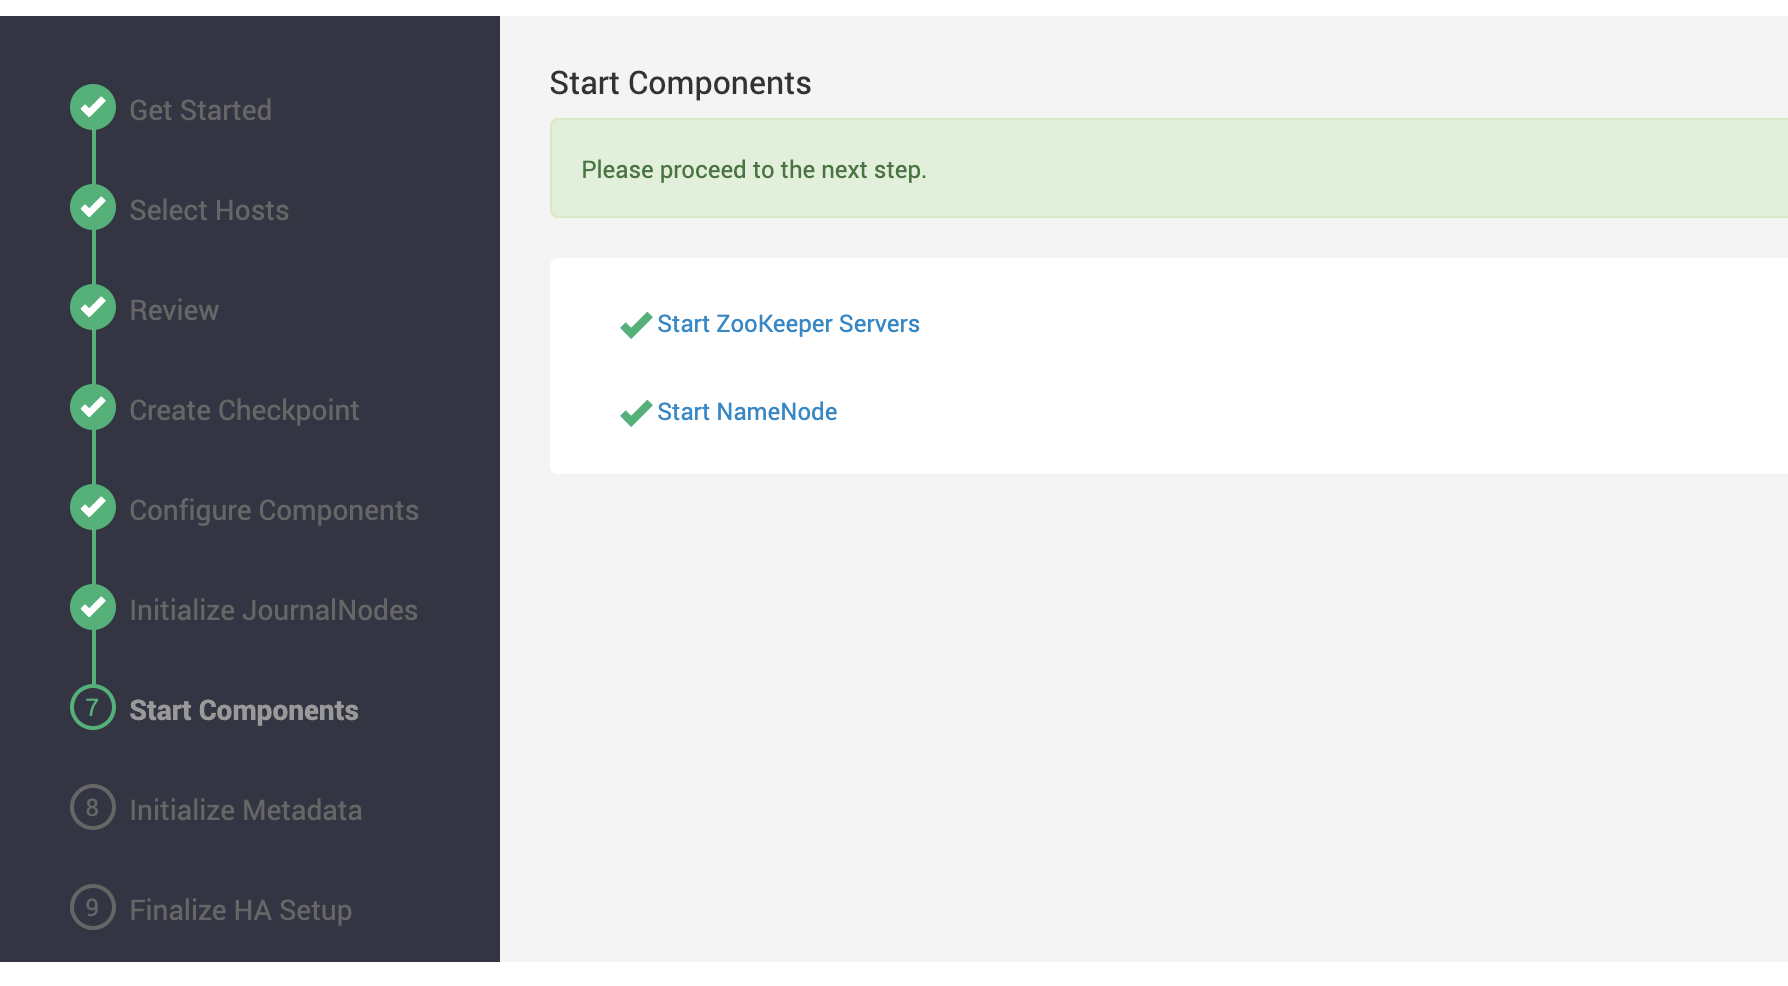 Get Started
Select Hosts
Review
Create Checkpoint
Configure Components
Initialize JournalNodes
7 Start Components
8 Initialize Metadata
9 Finalize HA Setup
Start Components
Please proceed to the next step.
Start ZooKeeper Servers
Start NameNode